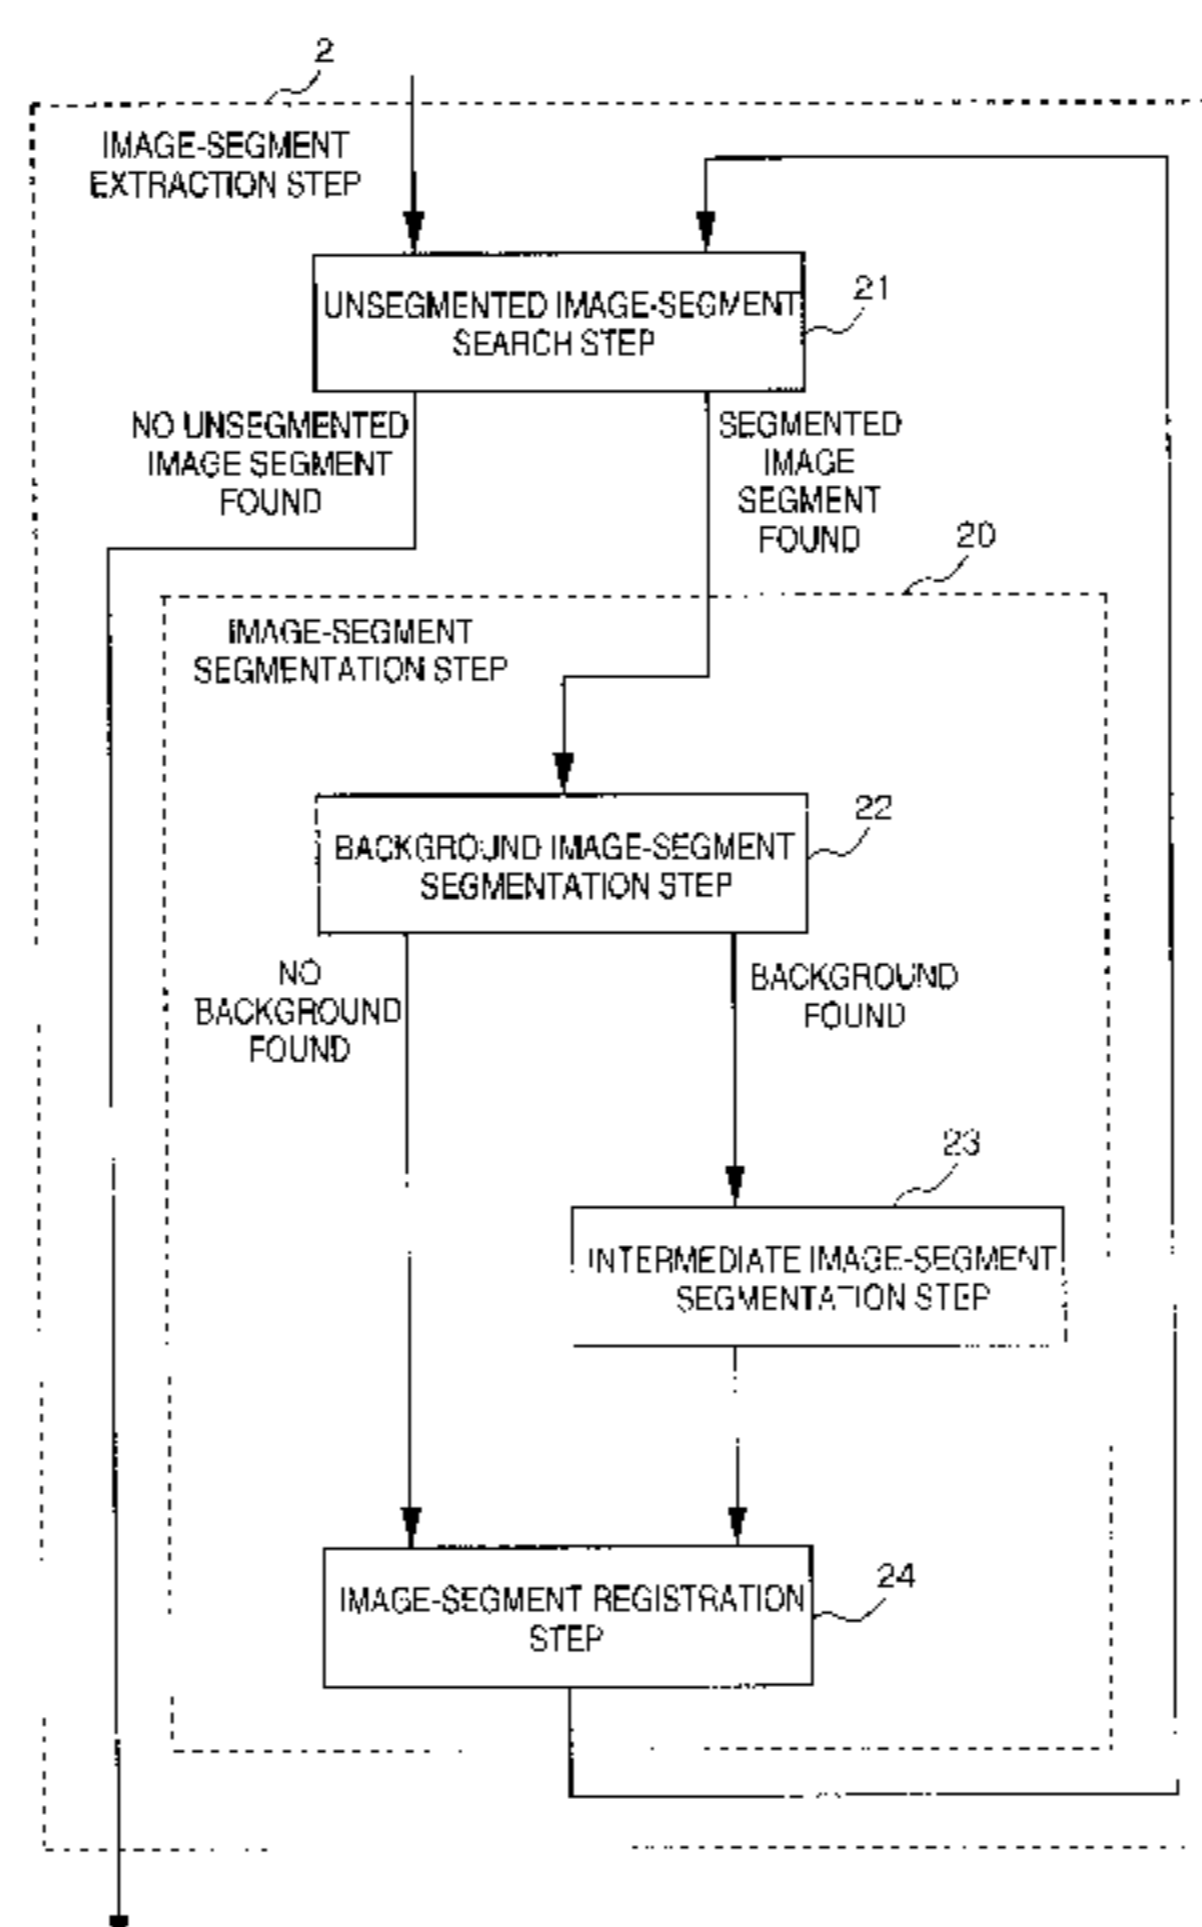 2
IMAGE-SEGMENT
EXTRACTION STEP
UNSEGMENTED IMAGE-SEGMENT
SEARCH STEP
21
NO UNSEGMENTED
IMAGE SEGMENT
FOUND
SEGMENTED
IMAGE
SEGMENT
FOUND
20
IMAGE-SEGMENT
SEGMENTATION STEP
BACKGROUND IMAGE-SEGMENT
SEGMENTATION STEP
22
NO
BACKGROUND
FOUND
BACKGROUND
FOUND
23
INTERMEDIATE IMAGE-SEGMENT
SEGMENTATION STEP
IMAGE-SEGMENT REGISTRATION
STEP
24